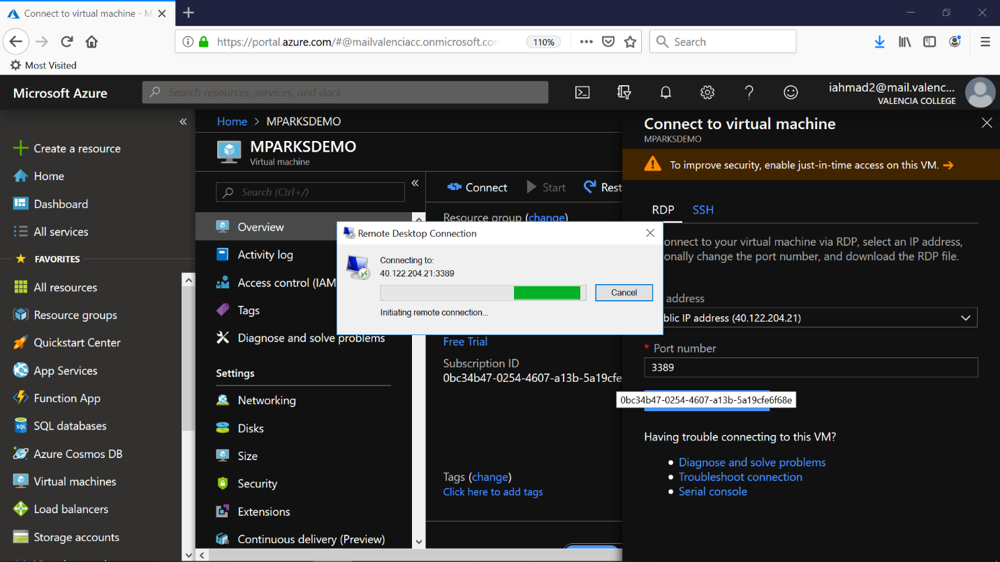 Connect to virtual machine - M
https://portal.azure.com/#@mailvalenciacc.onmicrosoft.com
110%
Search
Most Visited
Microsoft Azure
Search resources, services, and docs
iahmad2@mail.valenc...
VALENCIA COLLEGE
Create a resource
Home
Dashboard
All services
FAVORITES
All resources
Resource groups
Quickstart Center
App Services
Function App
SQL databases
Azure Cosmos DB
Virtual machines
Load balancers
Storage accounts
Home > MPARKSDEMO
MPARKSDEMO
Virtual machine
Search (Ctrl+/)
Overview
Activity log
Access control (IAM
Tags
Diagnose and solve problems
Settings
Networking
Disks
Size
Security
Extensions
Continuous delivery (Preview)
Connect
Start
Rest
Resource group (change)
Remote Desktop Connection
Connecting to:
40.122.204.21:3389
Cancel
Initiating remote connection...
Free Trial
Subscription ID
0bc34b47-0254-4607-a13b-5a19cfe
0bc34b47-0254-4607-a13b-5a19cfe6f68e
Tags (change)
Click here to add tags
Connect to virtual machine
MPARKSDEMO
To improve security, enable just-in-time access on this VM.
RDP
SSH
onnect to your virtual machine via RDP, select an IP address,
onally change the port number, and download the RDP file.
address
blic IP address (40.122.204.21)
* Port number
3389
Having trouble connecting to this VM?
Diagnose and solve problems
Troubleshoot connection
Serial console